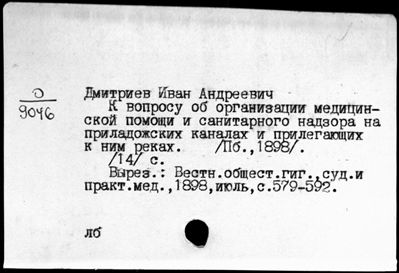 О
9046
Дмитриев Иван Андреевич
К вопросу об организации медицин-
ской помощи и санитарного надзора на
приладожских каналах и прилегающих
к ним реках. /Пб.,1898/.
/14/ с.
Вырез.: Вестн.общест.гиг.,суд.и
практ.мед.,1898,июль,с.579-592.
лб